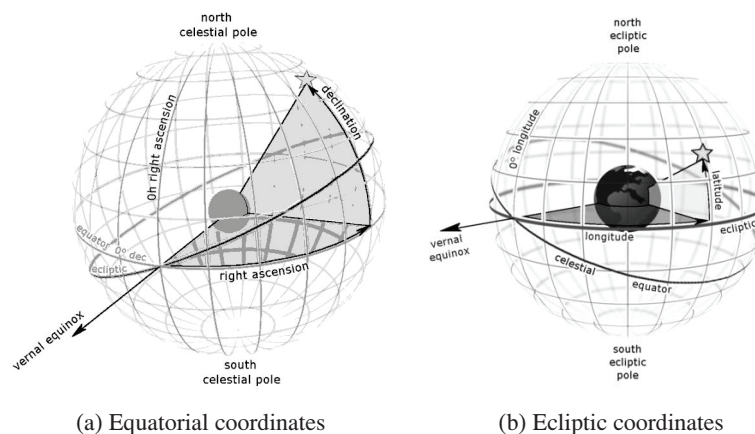 north
celestial pole
0h right ascension
declination
equator 0° dec
ecliptic
right ascension
vernal equinox
south
celestial pole
(a) Equatorial coordinates
north
ecliptic
pole
0° longitude
latitude
vernal
equinox
longitude
ecliptic
celestial
equator
south
ecliptic
pole
(b) Ecliptic coordinates